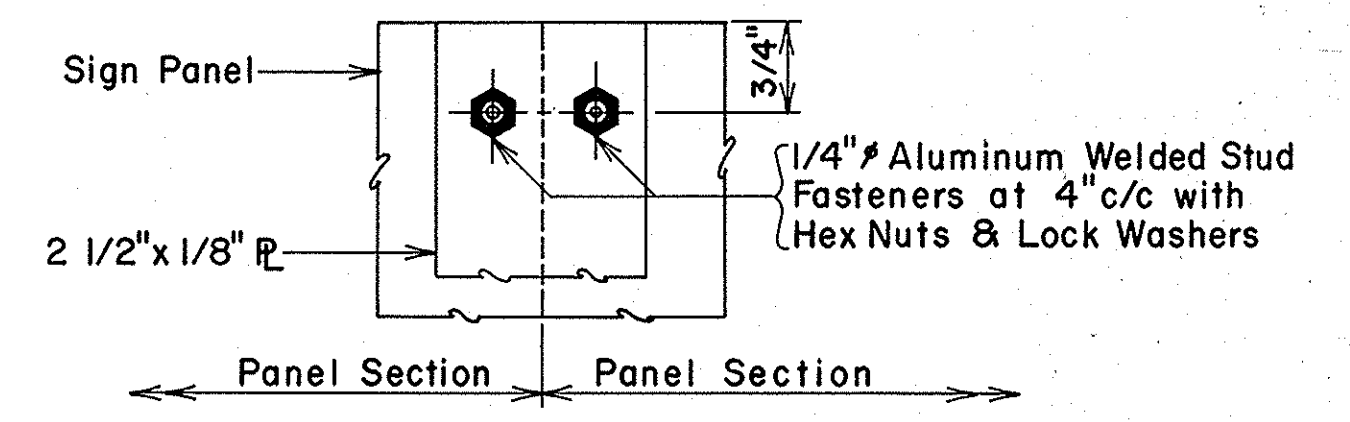 Sign Panel
3/4"
1/4"ø Aluminum Welded Stud
Fasteners at 4"c/c with
Hex Nuts & Lock Washers
2 1/2"x 1/8" PL
Panel Section
Panel Section